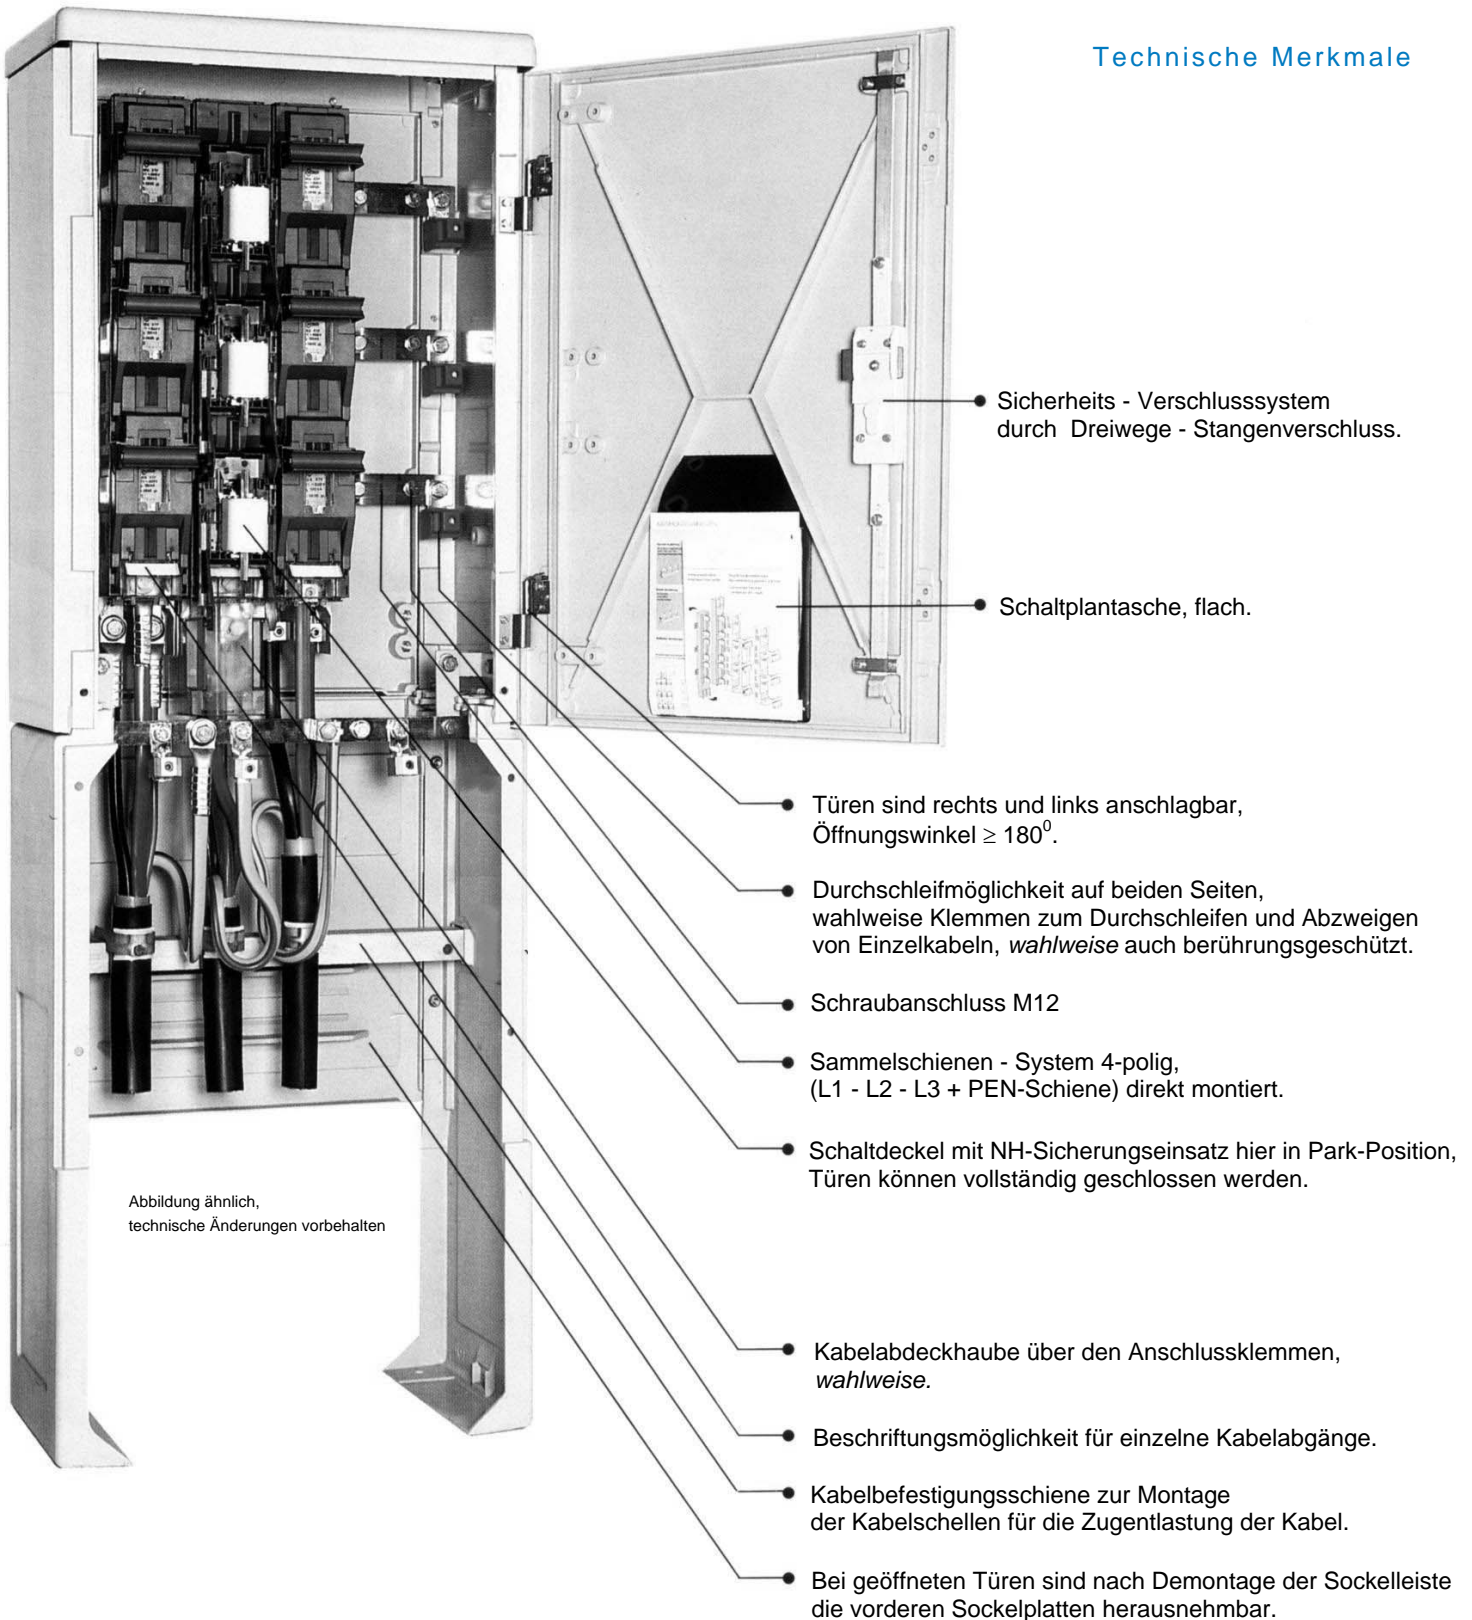 Technische Merkmale
Sicherheits - Verschlusssystem
durch Dreiwege - Stangenverschluss.
Schaltplantasche, flach.
Türen sind rechts und links anschlagbar,
Öffnungswinkel ≥ 180⁰.
Durchschleifmöglichkeit auf beiden Seiten,
wahlweise Klemmen zum Durchschleifen und Abzweigen
von Einzelkabeln, wahlweise auch berührungsgeschützt.
Schraubanschluss M12
Sammelschienen - System 4-polig,
(L1 - L2 - L3 + PEN-Schiene) direkt montiert.
Schaltdeckel mit NH-Sicherungseinsatz hier in Park-Position,
Türen können vollständig geschlossen werden.
Abbildung ähnlich,
technische Änderungen vorbehalten
Kabelabdeckhaube über den Anschlussklemmen,
wahlweise.
Beschriftungsmöglichkeit für einzelne Kabelabgänge.
Kabelbefestigungsschiene zur Montage
der Kabelschellen für die Zugentlastung der Kabel.
Bei geöffneten Türen sind nach Demontage der Sockelleiste
die vorderen Sockelplatten herausnehmbar.